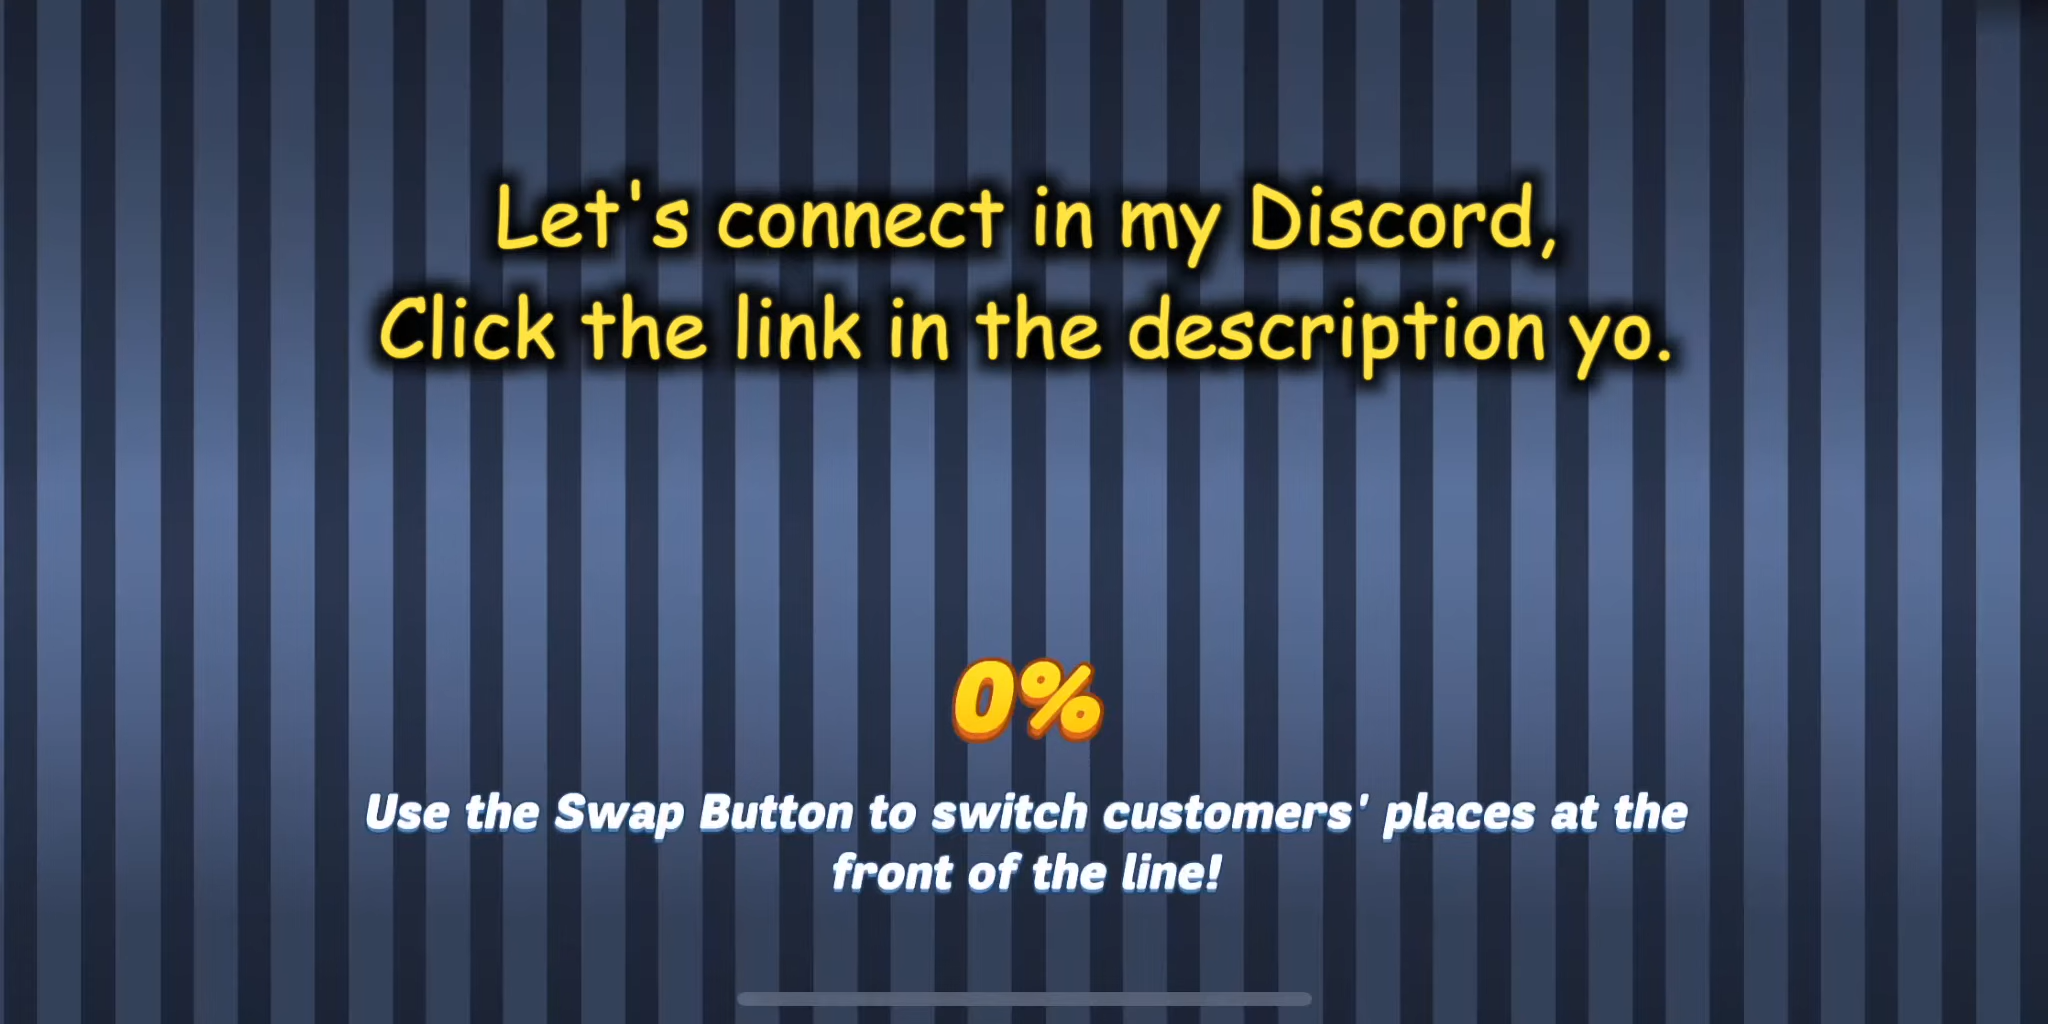 Let's connect in my Discord,
Click the link in the description yo.
0%
Use the Swap Button to switch customers' places at the
front of the line!